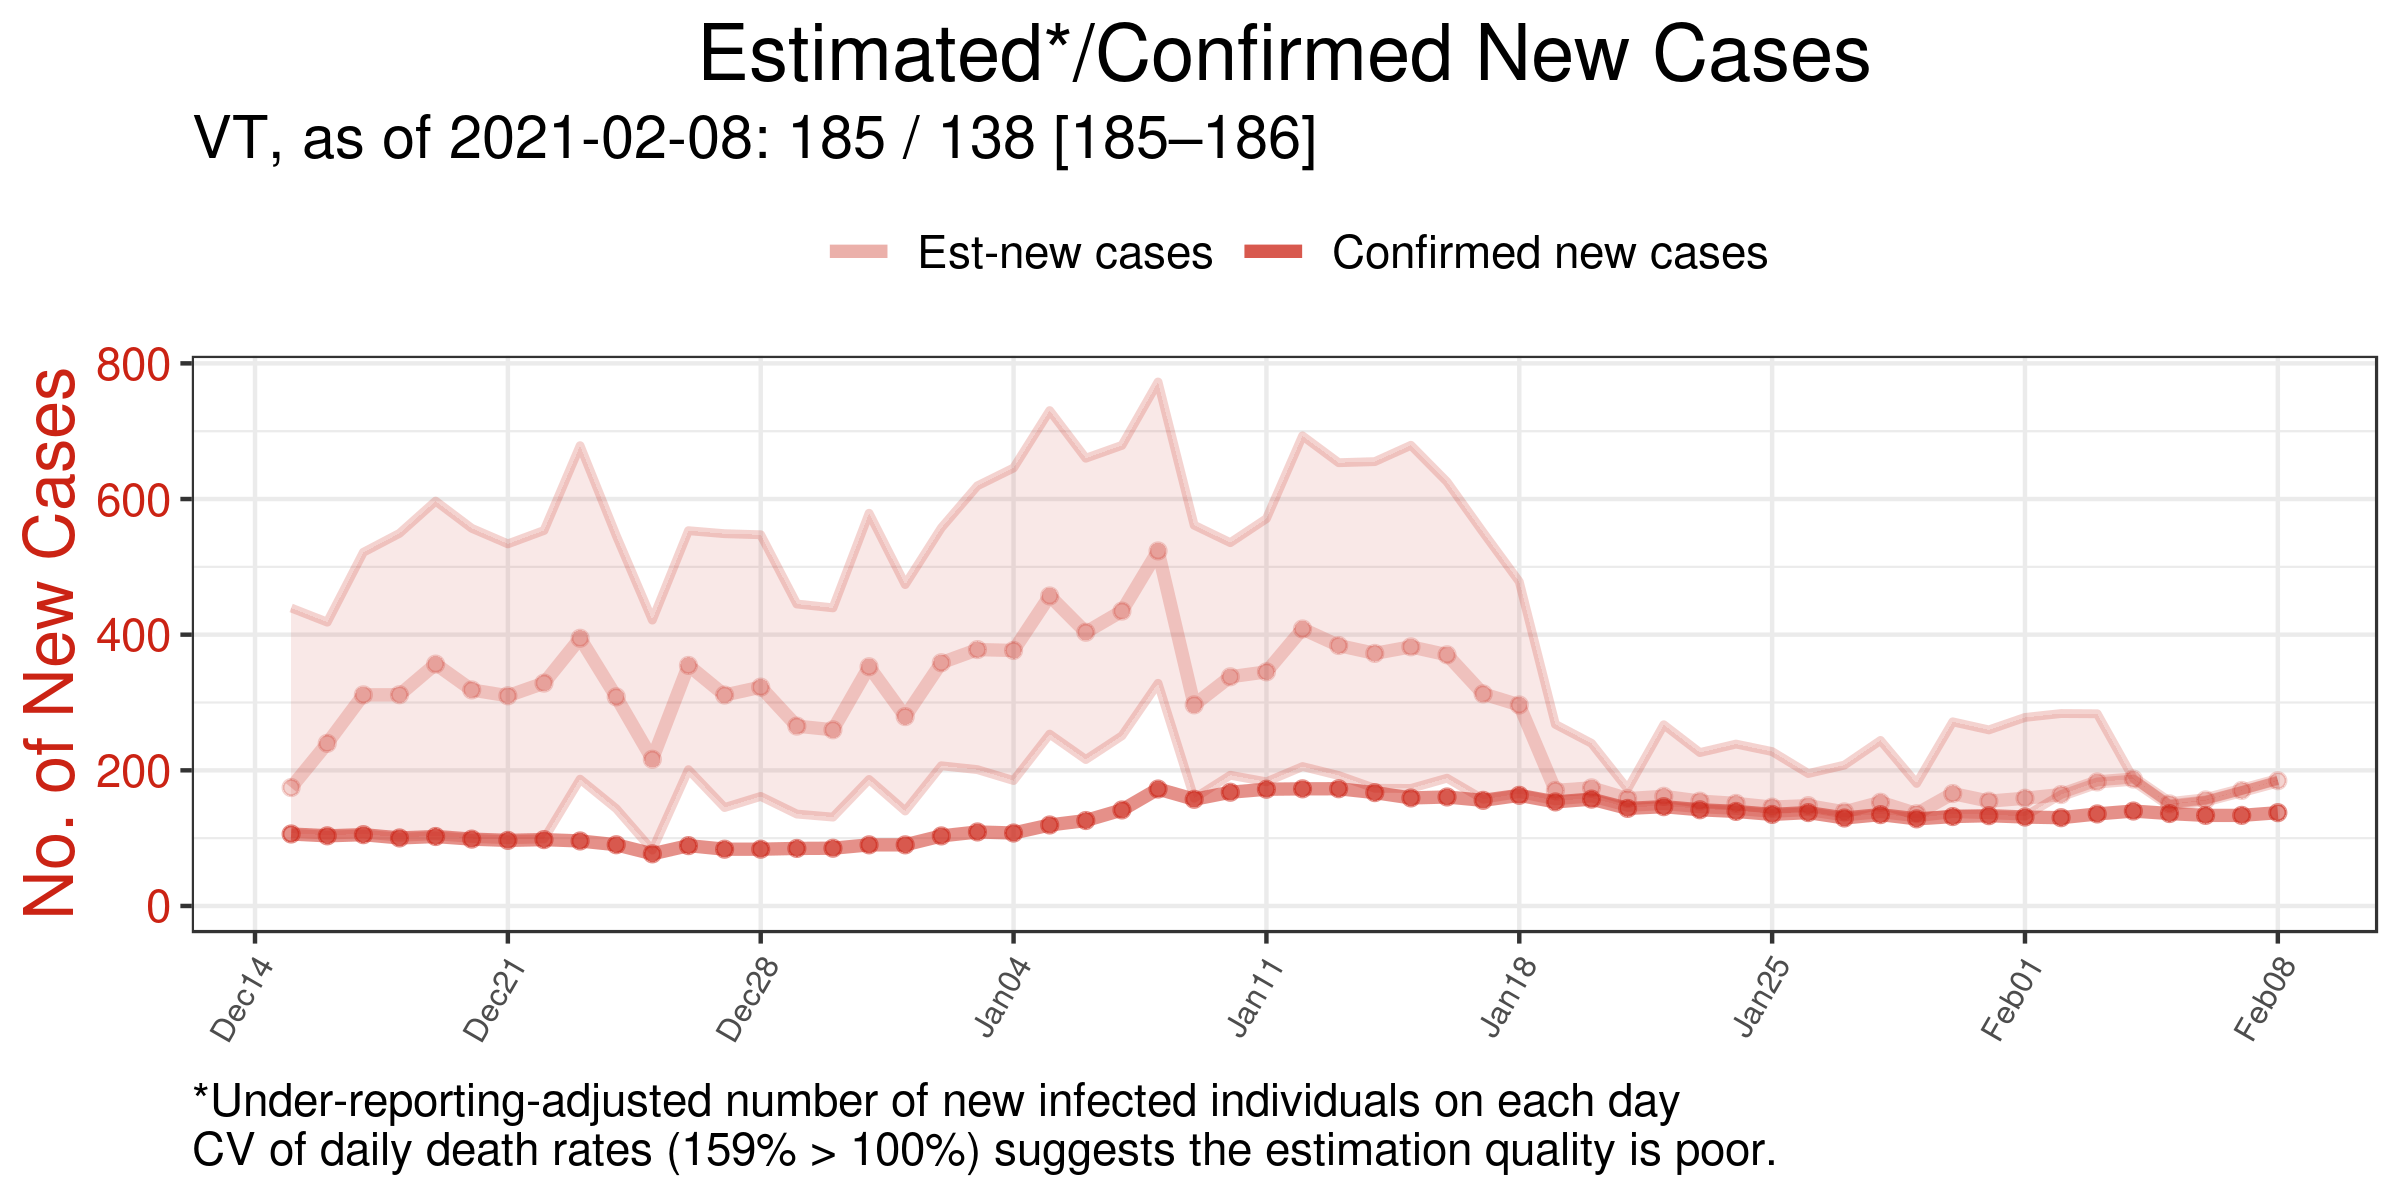 Estimated*/Confirmed New Cases
VT, as of 2021-02-08: 185 / 138 [185–186]
Est-new cases
Confirmed new cases
No. of New Cases
800
600
400
200
0
Dec14
Dec21
Dec28
Jan04
Jan11
Jan18
Jan25
Feb01
Feb08
*Under-reporting-adjusted number of new infected individuals on each day
CV of daily death rates (159% > 100%) suggests the estimation quality is poor.